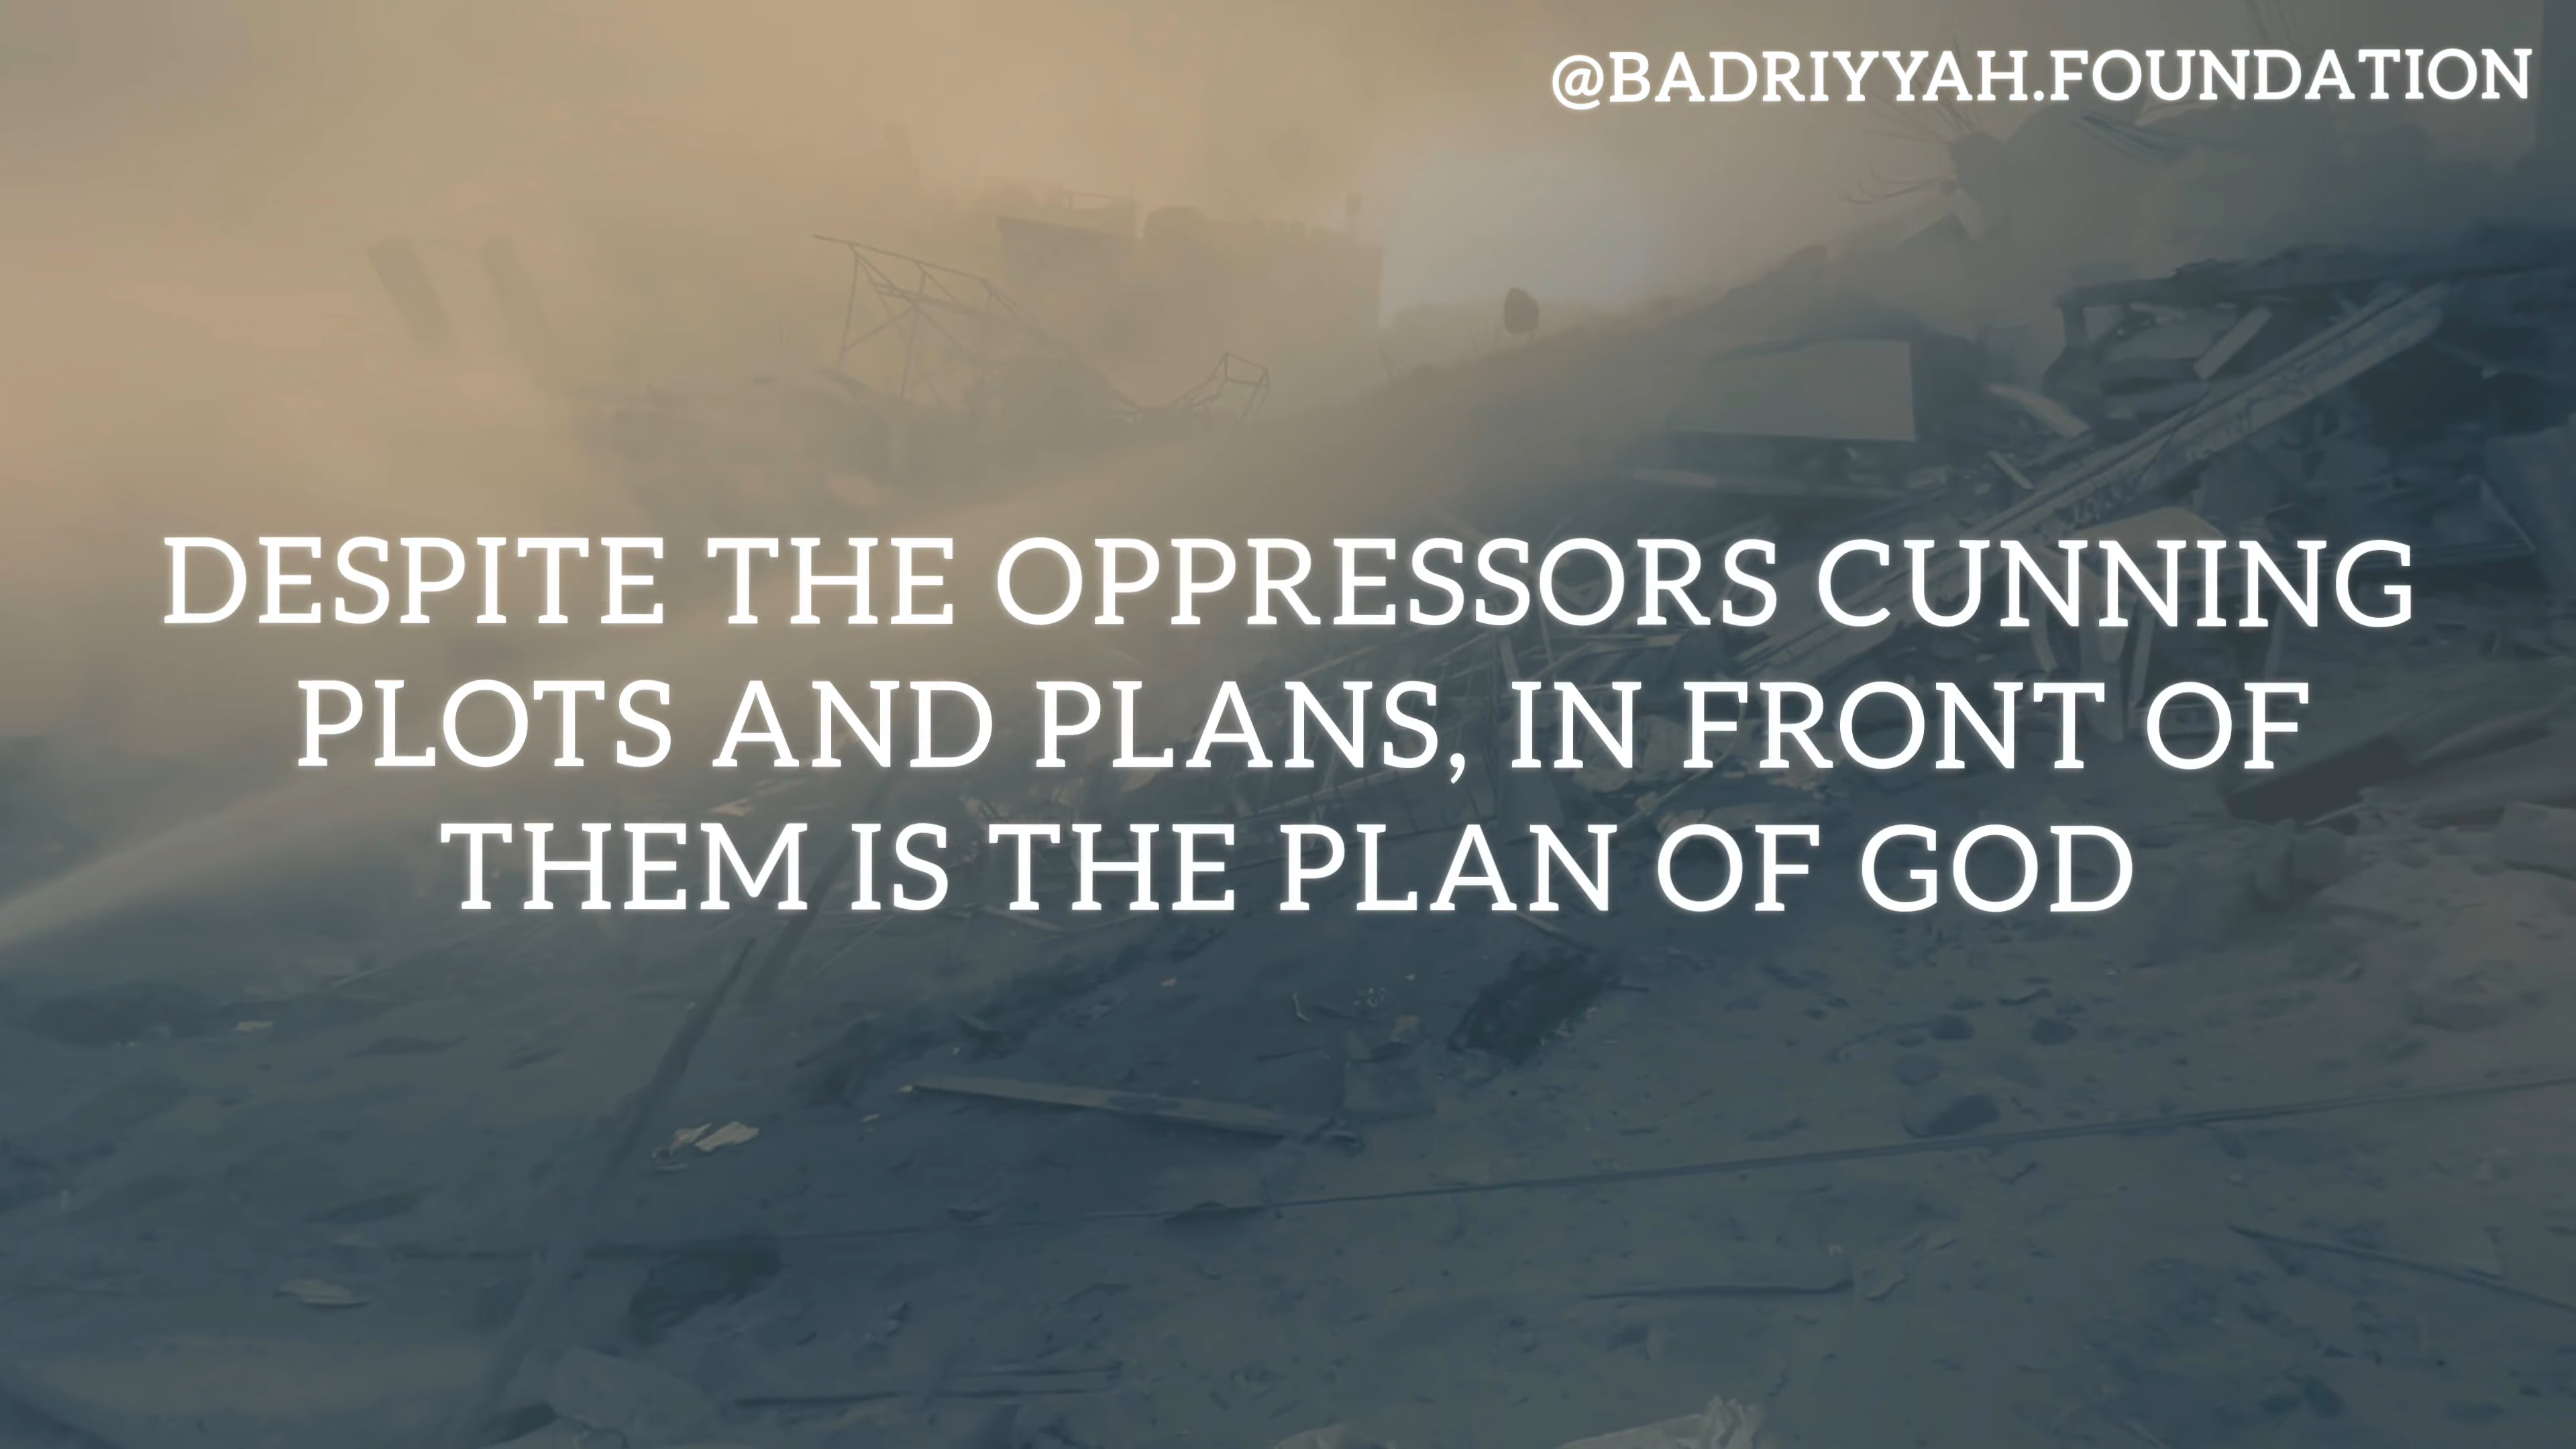 @BADRIYYAH.FOUNDATION
DESPITE THE OPPRESSORS CUNNING
PLOTS AND PLANS, IN FRONT OF
THEM IS THE PLAN OF GOD